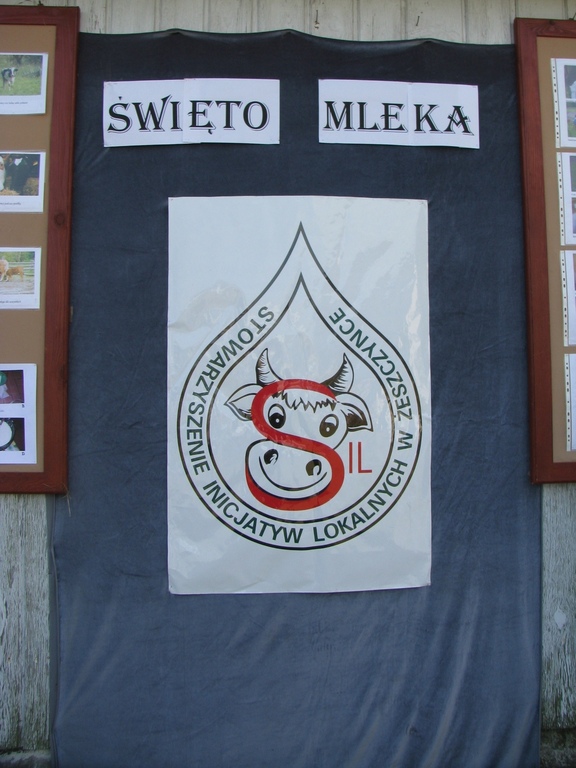 ŚWIĘTO MLEKA
STOWARZYSZENIE INICJATYW LOKALNYCH W ZESZCZYNCE
SIL